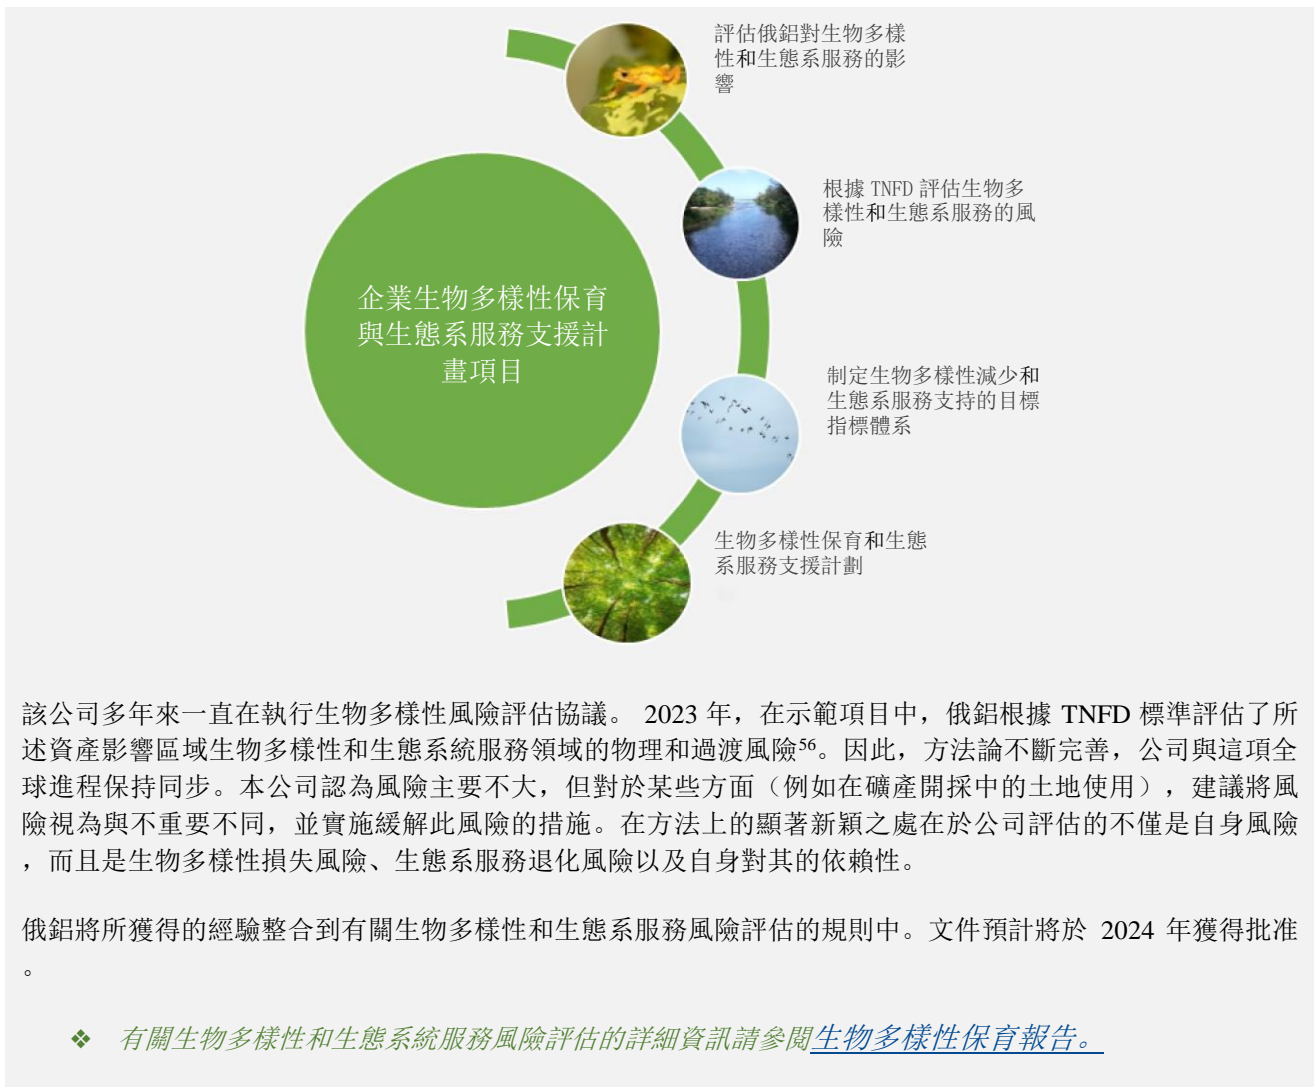 評估俄鋁對生物多樣
性和生態系服務的影
響
根據 TNFD 評估生物多
樣性和生態系服務的風
險
企業生物多樣性保育
與生態系服務支援計
畫項目
制定生物多樣性減少和
生態系服務支持的目標
指標體系
生物多樣性保育和生態
系服務支援計劃
該公司多年來一直在執行生物多樣性風險評估協議。 2023 年，在示範項目中，俄鋁根據 TNFD 標準評估了所
述資產影響區域生物多樣性和生態系統服務領域的物理和過渡風險56。因此，方法論不斷完善，公司與這項全
球進程保持同步。本公司認為風險主要不大，但對於某些方面（例如在礦產開採中的土地使用），建議將風
險視為與不重要不同，並實施緩解此風險的措施。在方法上的顯著新穎之處在於公司評估的不僅是自身風險
，而且是生物多樣性損失風險、生態系服務退化風險以及自身對其的依賴性。
俄鋁將所獲得的經驗整合到有關生物多樣性和生態系服務風險評估的規則中。文件預計將於 2024 年獲得批准
。
❖ 有關生物多樣性和生態系統服務風險評估的詳細資訊請參閱生物多樣性保育報告。